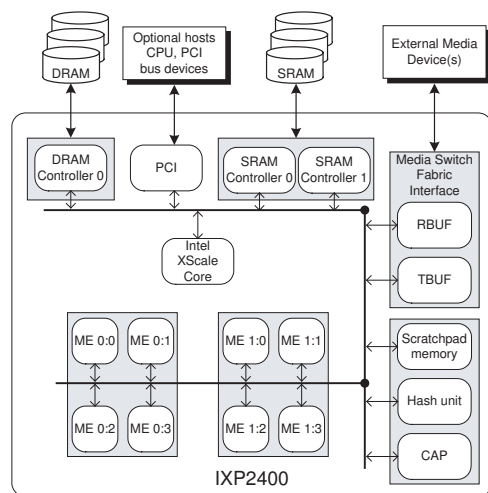 DRAM
Optional hosts
CPU, PCI
bus devices
SRAM
External Media
Device(s)
DRAM
Controller 0
PCI
SRAM
Controller 0
SRAM
Controller 1
Media Switch
Fabric
Interface
RBUF
TBUF
Intel
XScale
Core
ME 0:0
ME 0:1
ME 1:0
ME 1:1
ME 0:2
ME 0:3
ME 1:2
ME 1:3
Scratchpad
memory
Hash unit
CAP
IXP2400